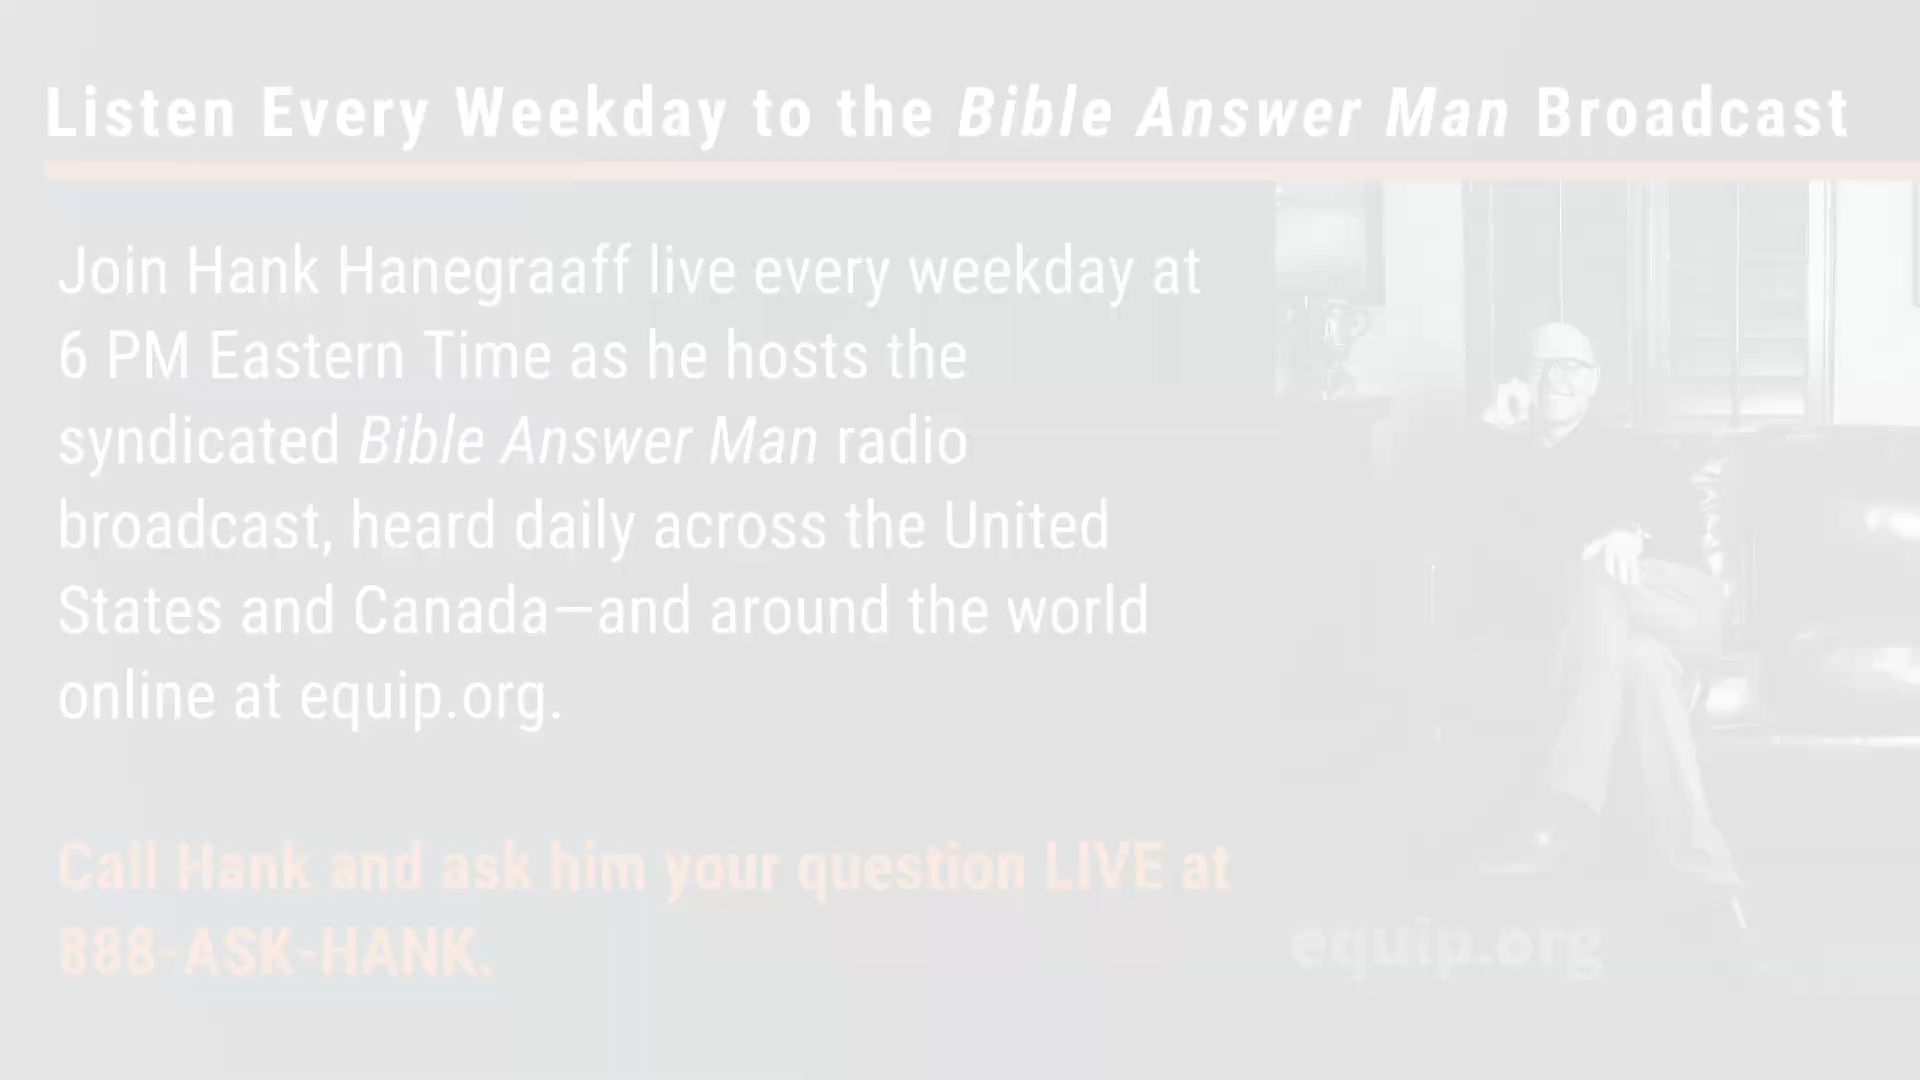 Listen Every Weekday to the Bible Answer Man Broadcast
Join Hank Hanegraaff live every weekday at
6 PM Eastern Time as he hosts the
syndicated Bible Answer Man radio
broadcast, heard daily across the United
States and Canada—and around the world
online at equip.org.
Call Hank and ask him your question LIVE at
888-ASK-HANK.
equip.org